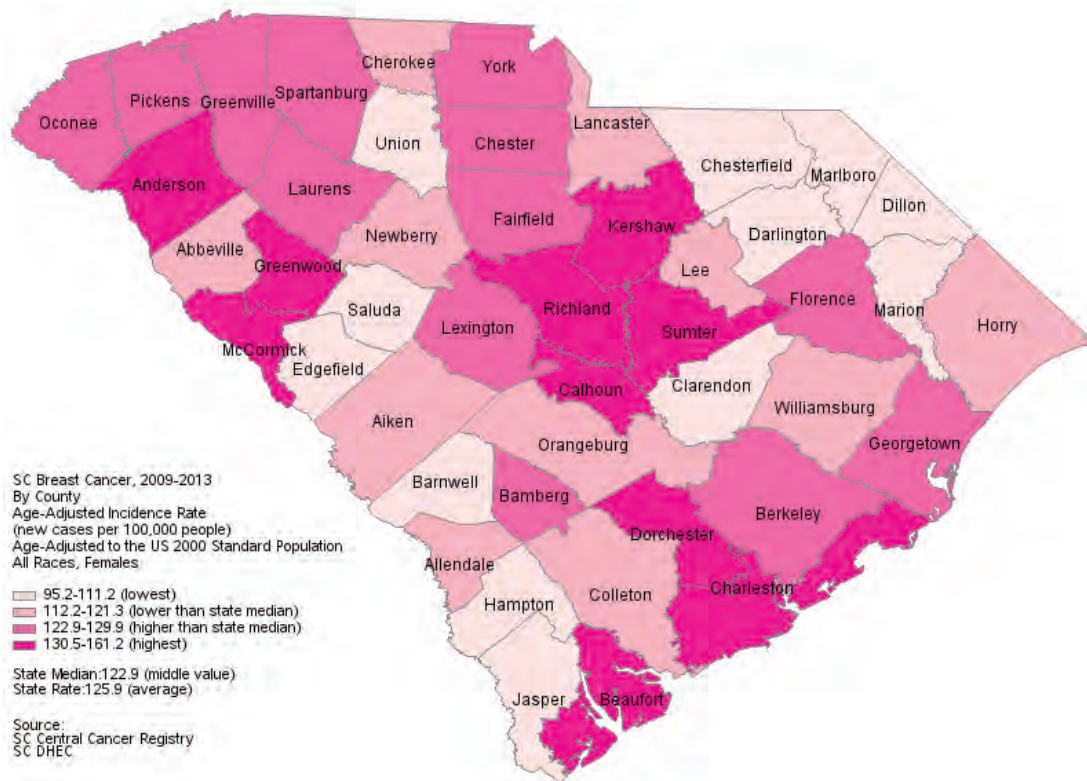 Cherokee
York
Spartanburg
Pickens
Greenville
Oconee
Union
Chester
Lancaster
Chesterfield
Marlboro
Anderson
Laurens
Dillon
Fairfield
Kershaw
Newberry
Darlington
Abbeville
Greenwood
Lee
Florence
Saluda
Richland
Marion
Lexington
Sumter
Horry
McCormick
Edgefield
Calhoun
Clarendon
Williamsburg
Aiken
Orangeburg
Georgetown
Barnwell
Bamberg
Berkeley
Dorchester
Allendale
Charleston
Colleton
Hampton
Jasper
Beaufort
SC Breast Cancer, 2009-2013
By County
Age-Adjusted Incidence Rate
(new cases per 100,000 people)
Age-Adjusted to the US 2000 Standard Population
All Races, Females
95.2-111.2 (lowest)
112.2-121.3 (lower than state median)
122.9-129.9 (higher than state median)
130.5-161.2 (highest)
State Median:122.9 (middle value)
State Rate:125.9 (average)
Source:
SC Central Cancer Registry
SC DHEC